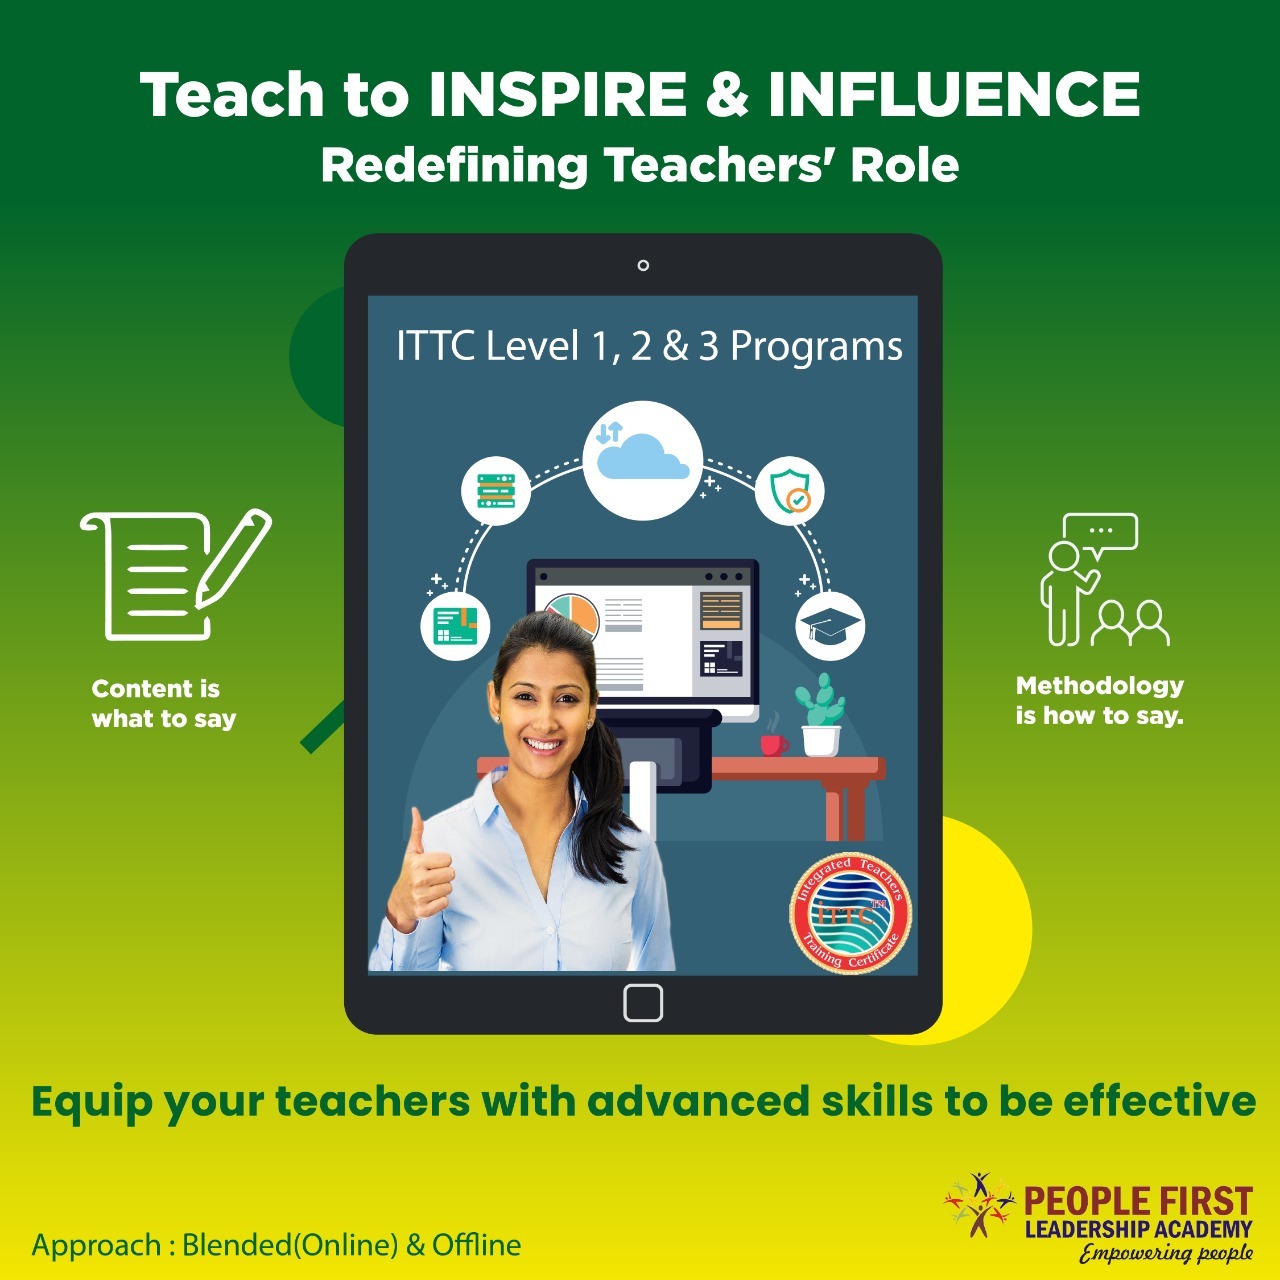 Teach to INSPIRE & INFLUENCE
Redefining Teachers' Role
ITTC Level 1, 2 & 3 Programs
Content is
what to say
Methodology
is how to say.
Integrated Teachers
ITTC TM
Training Certificate
Equip your teachers with advanced skills to be effective
PEOPLE FIRST
LEADERSHIP ACADEMY
Empowering people
Approach : Blended(Online) & Offline